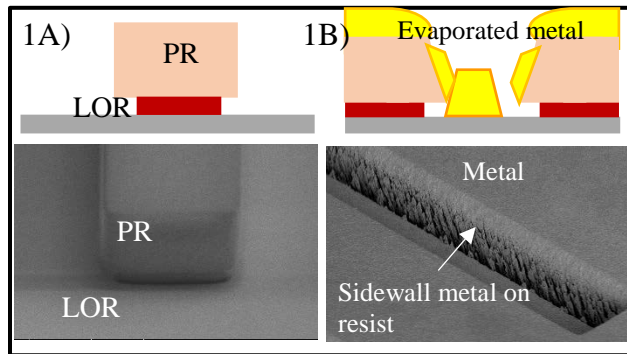 1A)
PR
LOR
1B)
Evaporated metal
PR
LOR
Metal
Sidewall metal on
resist